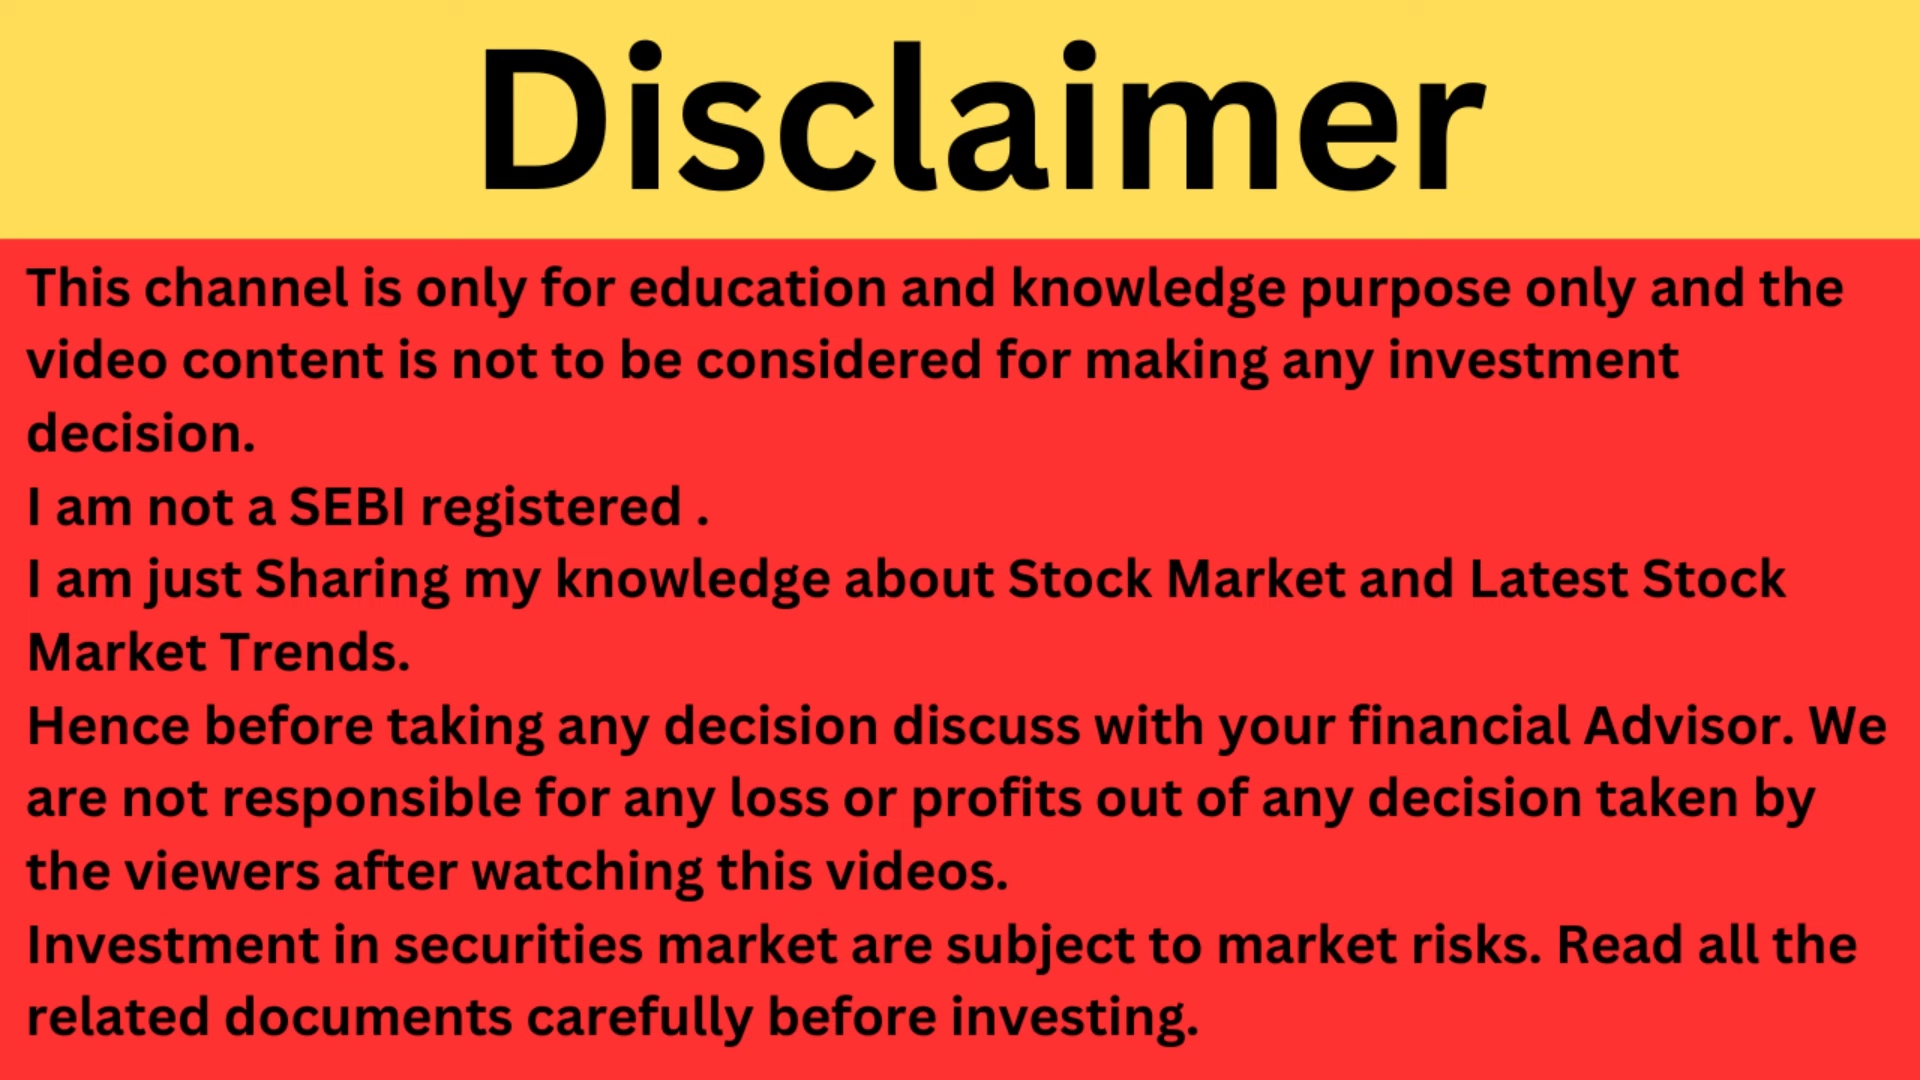 Disclaimer
This channel is only for education and knowledge purpose only and the
video content is not to be considered for making any investment
decision.
I am not a SEBI registered .
I am just Sharing my knowledge about Stock Market and Latest Stock
Market Trends.
Hence before taking any decision discuss with your financial Advisor. We
are not responsible for any loss or profits out of any decision taken by
the viewers after watching this videos.
Investment in securities market are subject to market risks. Read all the
related documents carefully before investing.